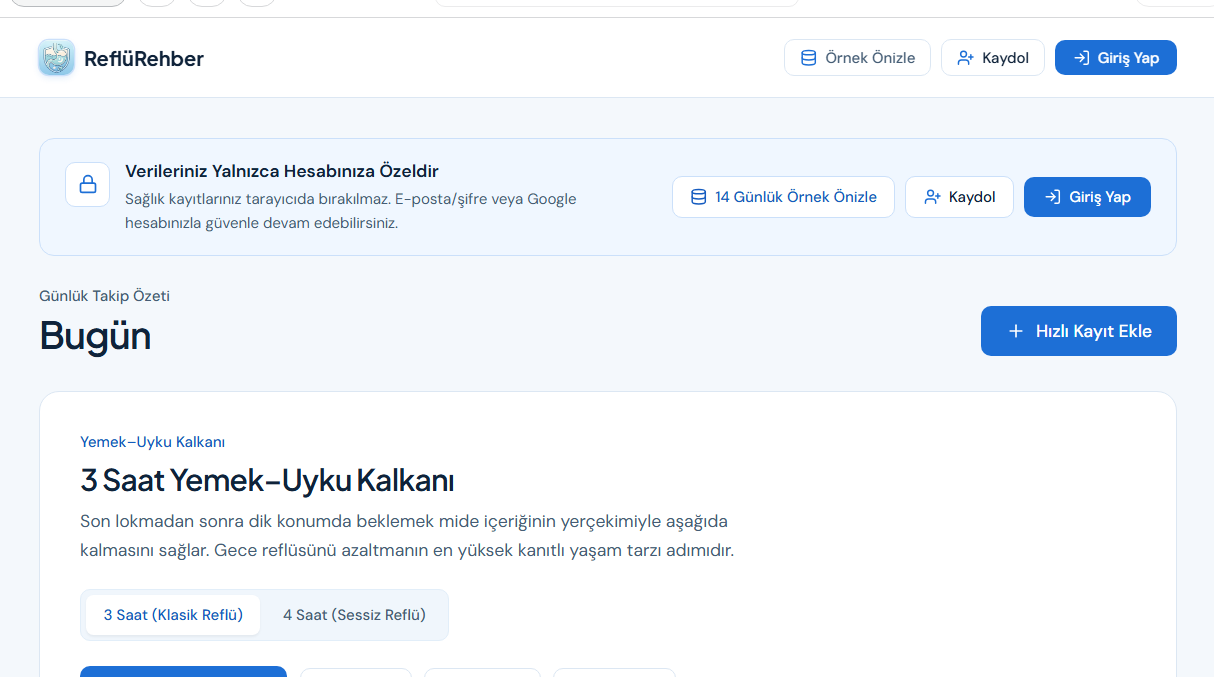 ReflüRehber
Örnek Önizle
Kaydol
Giriş Yap
Verileriniz Yalnızca Hesabınıza Özeldir
Sağlık kayıtlarınız tarayıcıda bırakılmaz. E-posta/şifre veya Google
hesabınızla güvenle devam edebilirsiniz.
14 Günlük Örnek Önizle
Kaydol
Giriş Yap
Günlük Takip Özeti
Bugün
Hızlı Kayıt Ekle
Yemek–Uyku Kalkanı
3 Saat Yemek–Uyku Kalkanı
Son lokmadan sonra dik konumda beklemek mide içeriğinin yerçekimiyle aşağıda
kalmasını sağlar. Gece reflüsünü azaltmanın en yüksek kanıtlı yaşam tarzı adımıdır.
3 Saat (Klasik Reflü)
4 Saat (Sessiz Reflü)